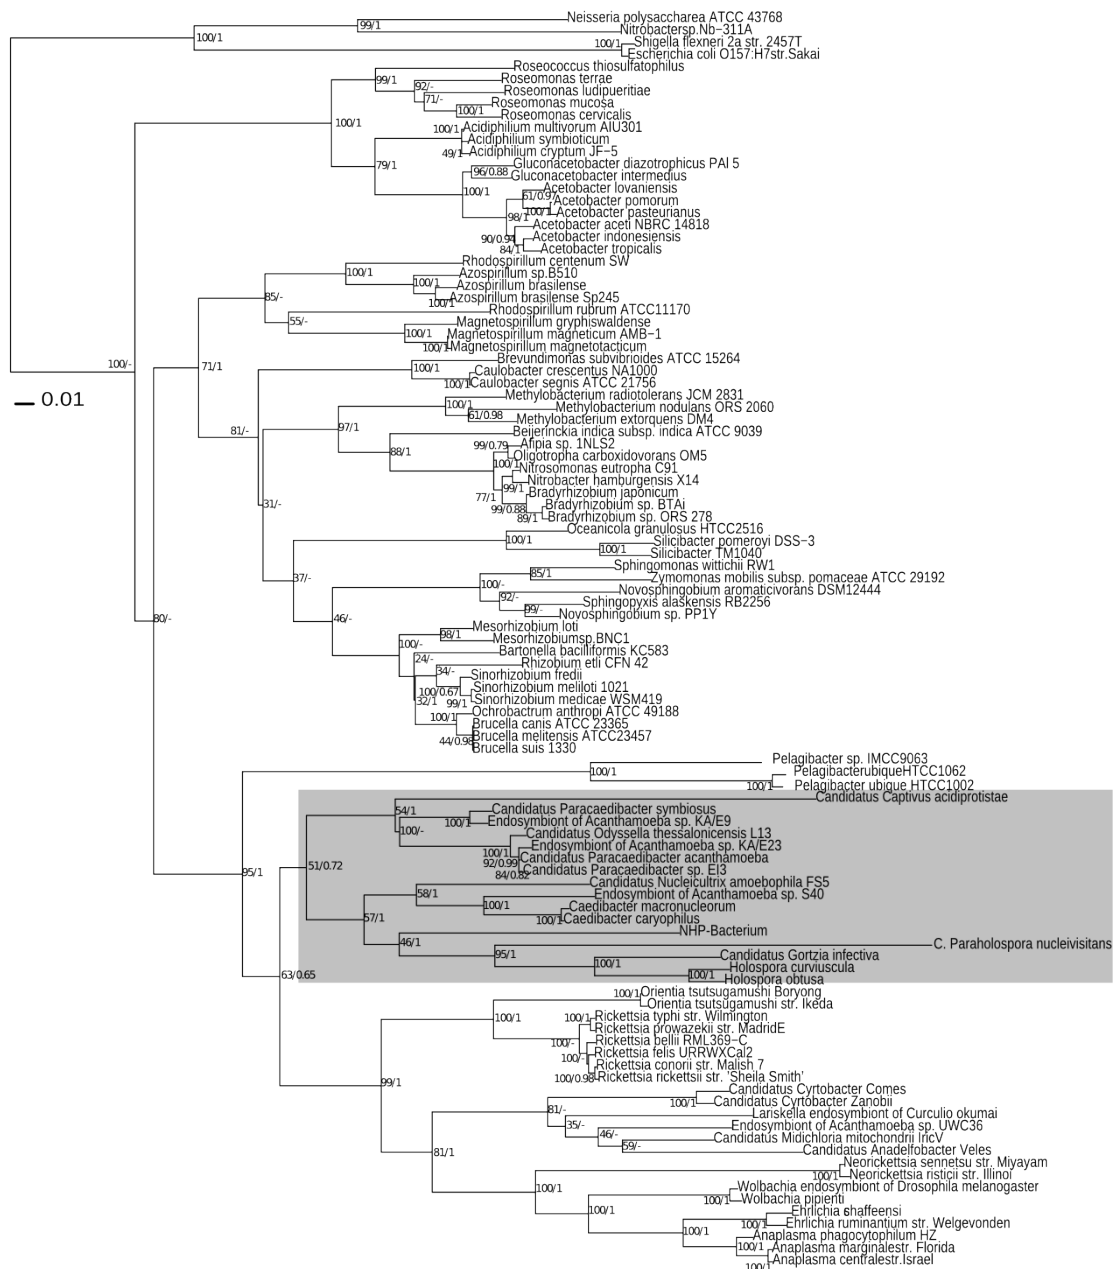 Neisseria polysaccharea ATCC 43768
99/1
Nitrobactersp.Nb−311A
100/1
100/1
Shigella flexneri 2a str. 2457T
Escherichia coli O157:H7str.Sakai
Roseococcus thiosulfatophilus
99/1
Roseomonas terrae
92/-
Roseomonas ludipueritiae
71/-
Roseomonas mucosa
100/1
Roseomonas cervicalis
100/1
100/1
Acidiphilium multivorum AIU301
Acidiphilium symbioticum
49/1
Acidiphilium cryptum JF−5
79/1
Gluconacetobacter diazotrophicus PAl 5
96/0.88
Gluconacetobacter intermedius
100/1
Acetobacter lovaniensis
61/0.97
Acetobacter pomorum
100/1
Acetobacter pasteurianus
98/1
Acetobacter aceti NBRC 14818
90/0.94
Acetobacter indonesiensis
84/1
Acetobacter tropicalis
Rhodospirillum centenum SW
100/1
Azospirillum sp.B510
100/1
Azospirillum brasilense
100/1
Azospirillum brasilense Sp245
85/-
Rhodospirillum rubrum ATCC11170
55/-
Magnetospirillum gryphiswaldense
100/1
Magnetospirillum magneticum AMB−1
100/1
Magnetospirillum magnetotacticum
100/-
71/1
Brevundimonas subvibrioides ATCC 15264
100/1
Caulobacter crescentus NA1000
100/1
Caulobacter segnis ATCC 21756
0.01
Methylobacterium radiotolerans JCM 2831
100/1
Methylobacterium nodulans ORS 2060
61/0.98
Methylobacterium extorquens DM4
81/-
97/1
Beijerinckia indica subsp. indica ATCC 9039
88/1
99/0.79
Afipia sp. 1NLS2
Oligotropha carboxidovorans OM5
100/1
Nitrosomonas eutropha C91
Nitrobacter hamburgensis X14
99/1
77/1
Bradyrhizobium japonicum
99/0.88
Bradyrhizobium sp. BTAi
89/1
Bradyrhizobium sp. ORS 278
31/-
Oceanicola granulosus HTCC2516
100/1
Silicibacter pomeroyi DSS−3
100/1
Silicibacter TM1040
37/-
Sphingomonas wittichii RW1
85/1
Zymomonas mobilis subsp. pomaceae ATCC 29192
100/-
Novosphingobium aromaticivorans DSM12444
92/-
Sphingopyxis alaskensis RB2256
99/-
Novosphingobium sp. PP1Y
80/-
46/-
Mesorhizobium loti
98/1
Mesorhizobiumsp.BNC1
100/-
Bartonella bacilliformis KC583
24/-
Rhizobium etli CFN 42
34/-
Sinorhizobium fredii
100/0.67
Sinorhizobium meliloti 1021
99/1
Sinorhizobium medicae WSM419
32/1
Ochrobactrum anthropi ATCC 49188
100/1
Brucella canis ATCC 23365
Brucella melitensis ATCC23457
44/0.98
Brucella suis 1330
Pelagibacter sp. IMCC9063
100/1
PelagibacterubiqueHTCC1062
100/1
Pelagibacter ubique HTCC1002
Candidatus Captivus acidiprotistae
54/1
Candidatus Paracaedibacter symbiosus
100/1
Endosymbiont of Acanthamoeba sp. KA/E9
100/-
Candidatus Odyssella thessalonicensis L13
Endosymbiont of Acanthamoeba sp. KA/E23
100/1
Candidatus Paracaedibacter acanthamoeba
92/0.99
Candidatus Paracaedibacter sp. EI3
84/0.82
51/0.72
95/1
Candidatus Nucleicultrix amoebophila FS5
58/1
Endosymbiont of Acanthamoeba sp. S40
100/1
Caedibacter macronucleorum
100/1
Caedibacter caryophilus
57/1
NHP-Bacterium
46/1
C. Paraholospora nucleivisitans
95/1
Candidatus Gortzia infectiva
100/1
Holospora curviuscula
100/1
Holospora obtusa
63/0.65
100/1
Orientia tsutsugamushi Boryong
Orientia tsutsugamushi str. Ikeda
100/1
100/1
Rickettsia typhi str. Wilmington
Rickettsia prowazekii str. MadridE
100/-
Rickettsia bellii RML369−C
Rickettsia felis URRWXCal2
100/-
Rickettsia conorii str. Malish 7
100/0.98
Rickettsia rickettsii str. 'Sheila Smith'
99/1
Candidatus Cyrtobacter Comes
100/1
Candidatus Cyrtobacter Zanobii
81/-
Lariskella endosymbiont of Curculio okumai
35/-
Endosymbiont of Acanthamoeba sp. UWC36
46/-
Candidatus Midichloria mitochondrii IricV
59/-
Candidatus Anadelfobacter Veles
81/1
Neorickettsia sennetsu str. Miyayam
100/1
Neorickettsia risticii str. Illinoi
100/1
Wolbachia endosymbiont of Drosophila melanogaster
100/1
Wolbachia pipienti
100/1
Ehrlichia chaffeensi
100/1
Ehrlichia ruminantium str. Welgevonden
100/1
Anaplasma phagocytophilum HZ
100/1
Anaplasma marginalestr. Florida
Anaplasma centralestr.Israel
100/1